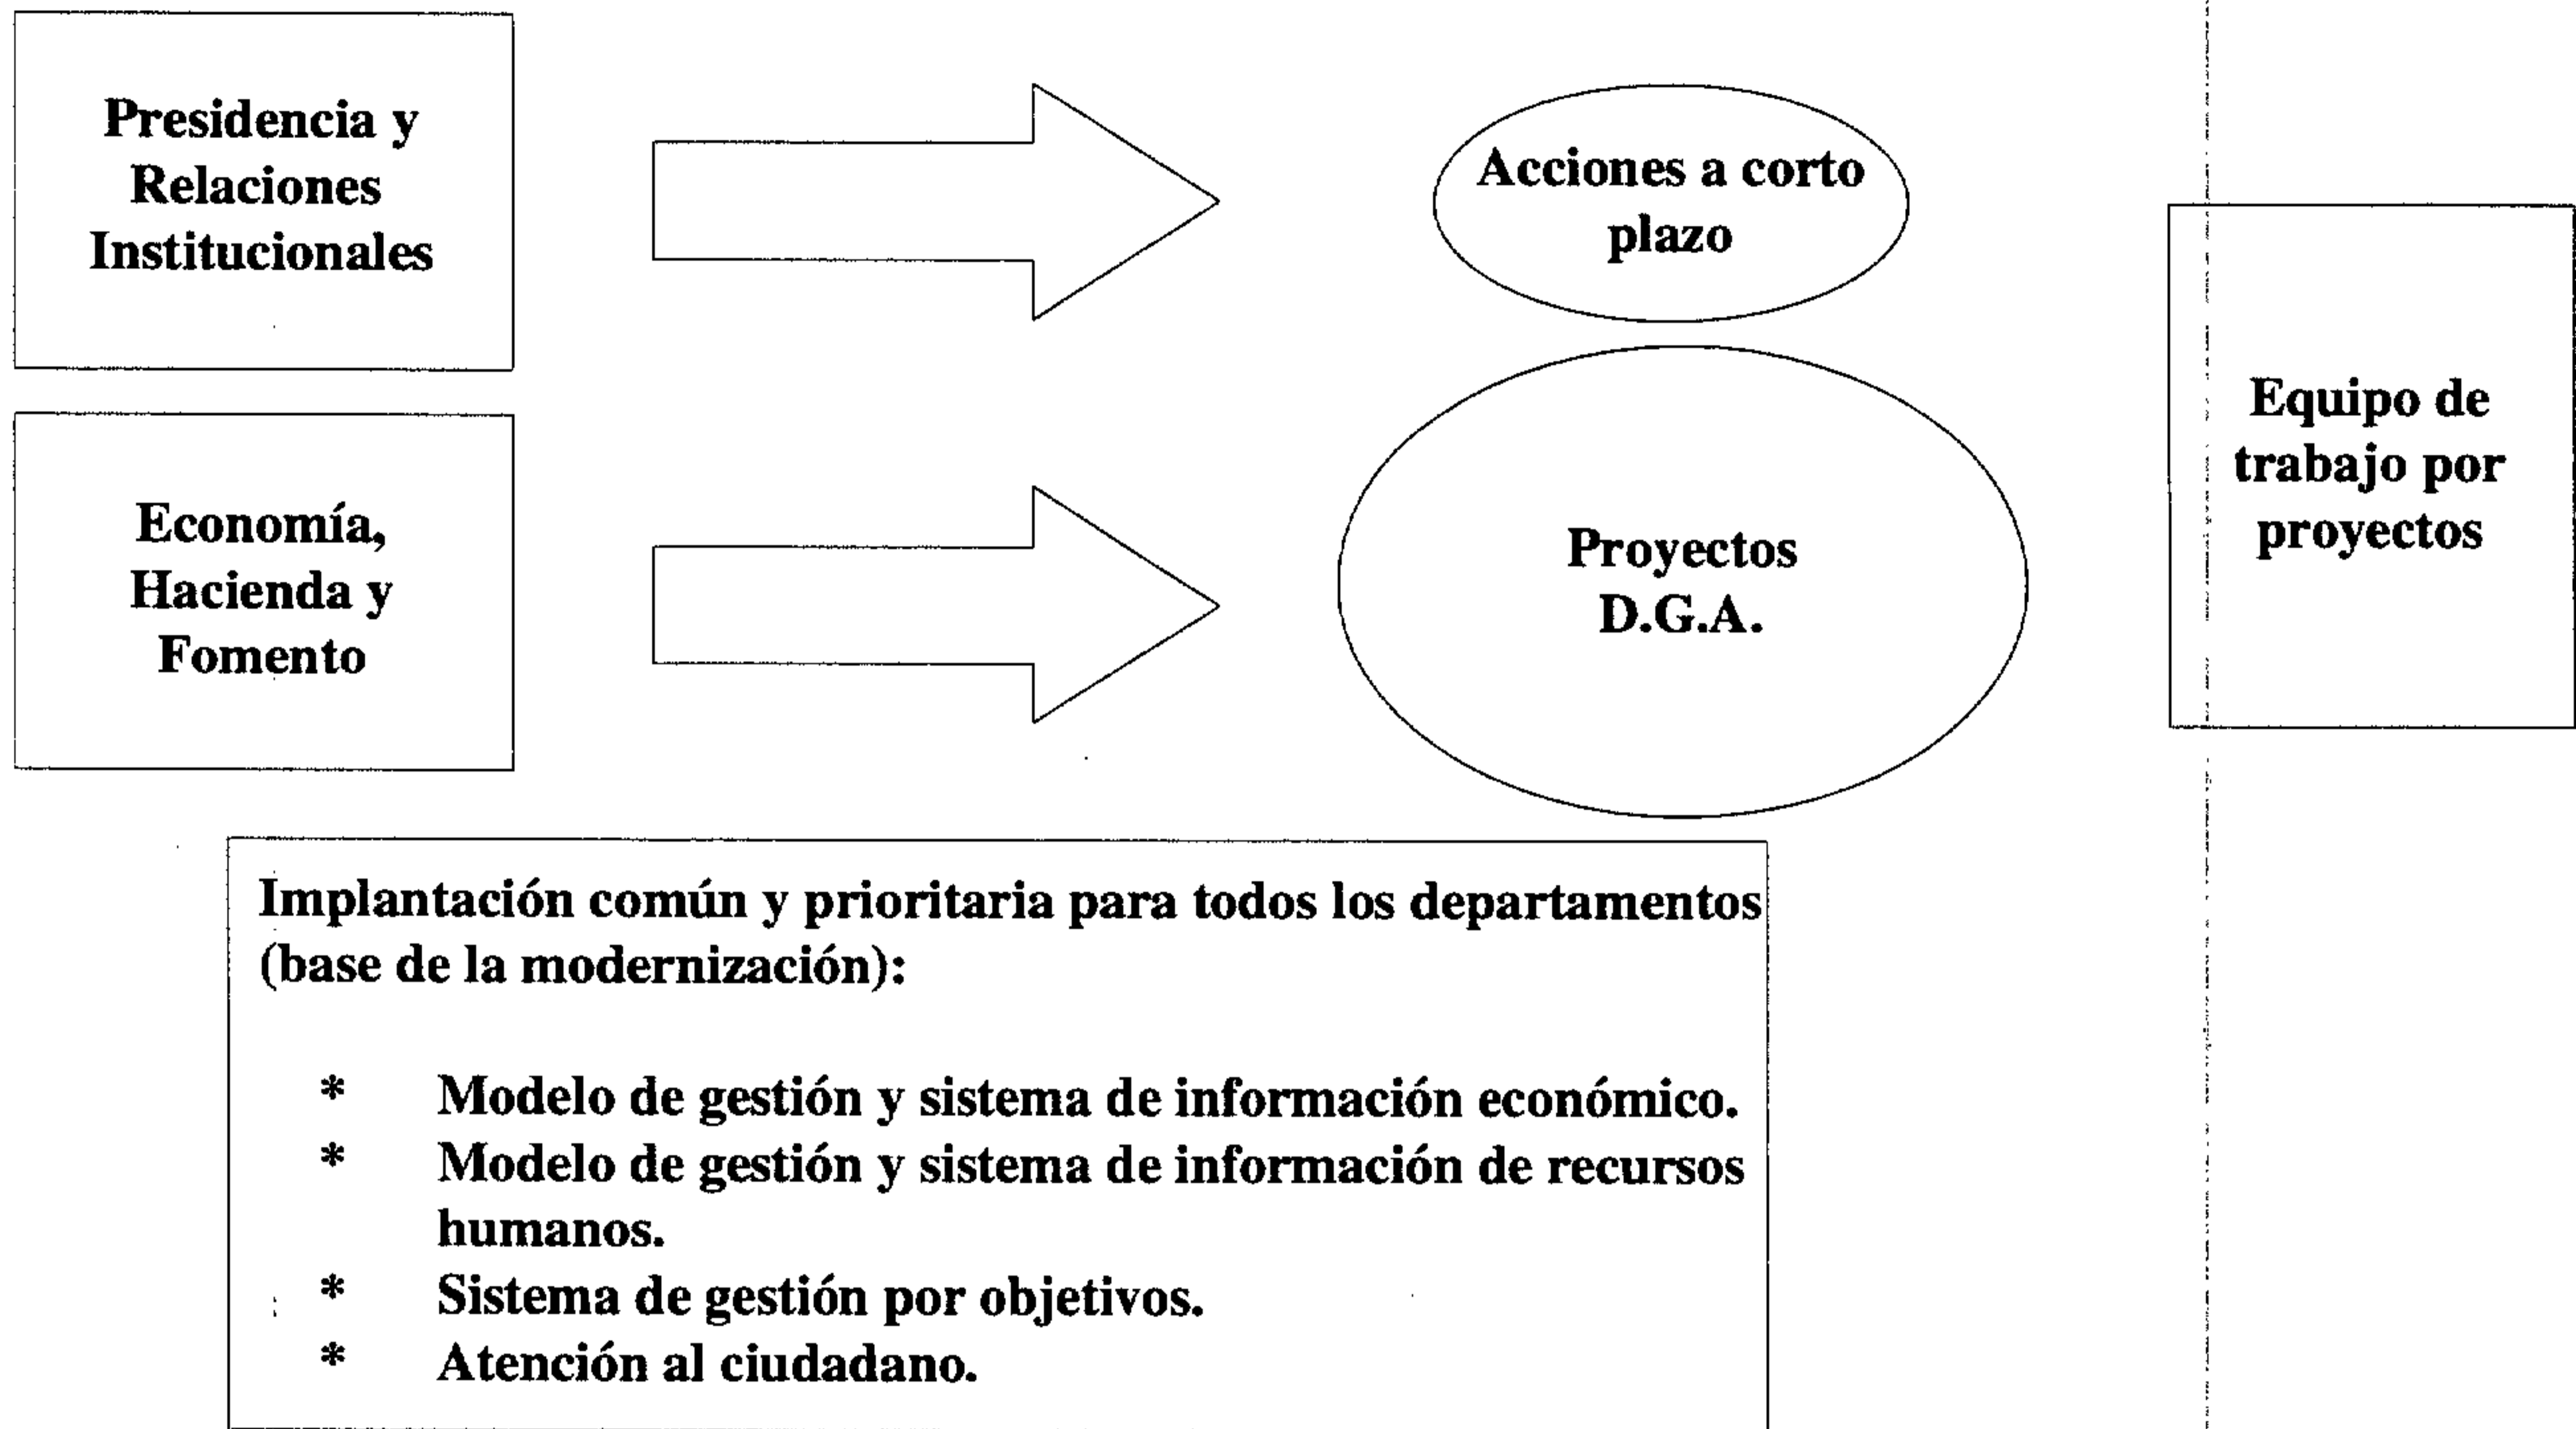 Presidencia y
Relaciones
Institucionales
Acciones a corto
plazo
Economía,
Hacienda y
Fomento
Proyectos
D.G.A.
Equipo de
trabajo por
proyectos
Implantación común y prioritaria para todos los departamentos
(base de la modernización):
* Modelo de gestión y sistema de información económico.
* Modelo de gestión y sistema de información de recursos
humanos.
* Sistema de gestión por objetivos.
* Atención al ciudadano.